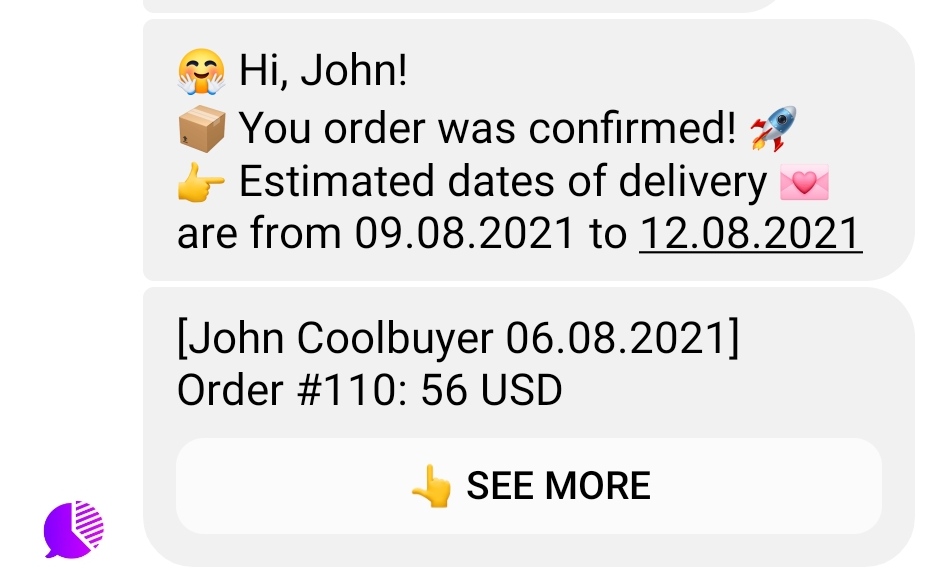 🤗 Hi, John!
📦 You order was confirmed! 🚀
👉 Estimated dates of delivery 💌
are from 09.08.2021 to 12.08.2021
[John Coolbuyer 06.08.2021]
Order #110: 56 USD
👆 SEE MORE